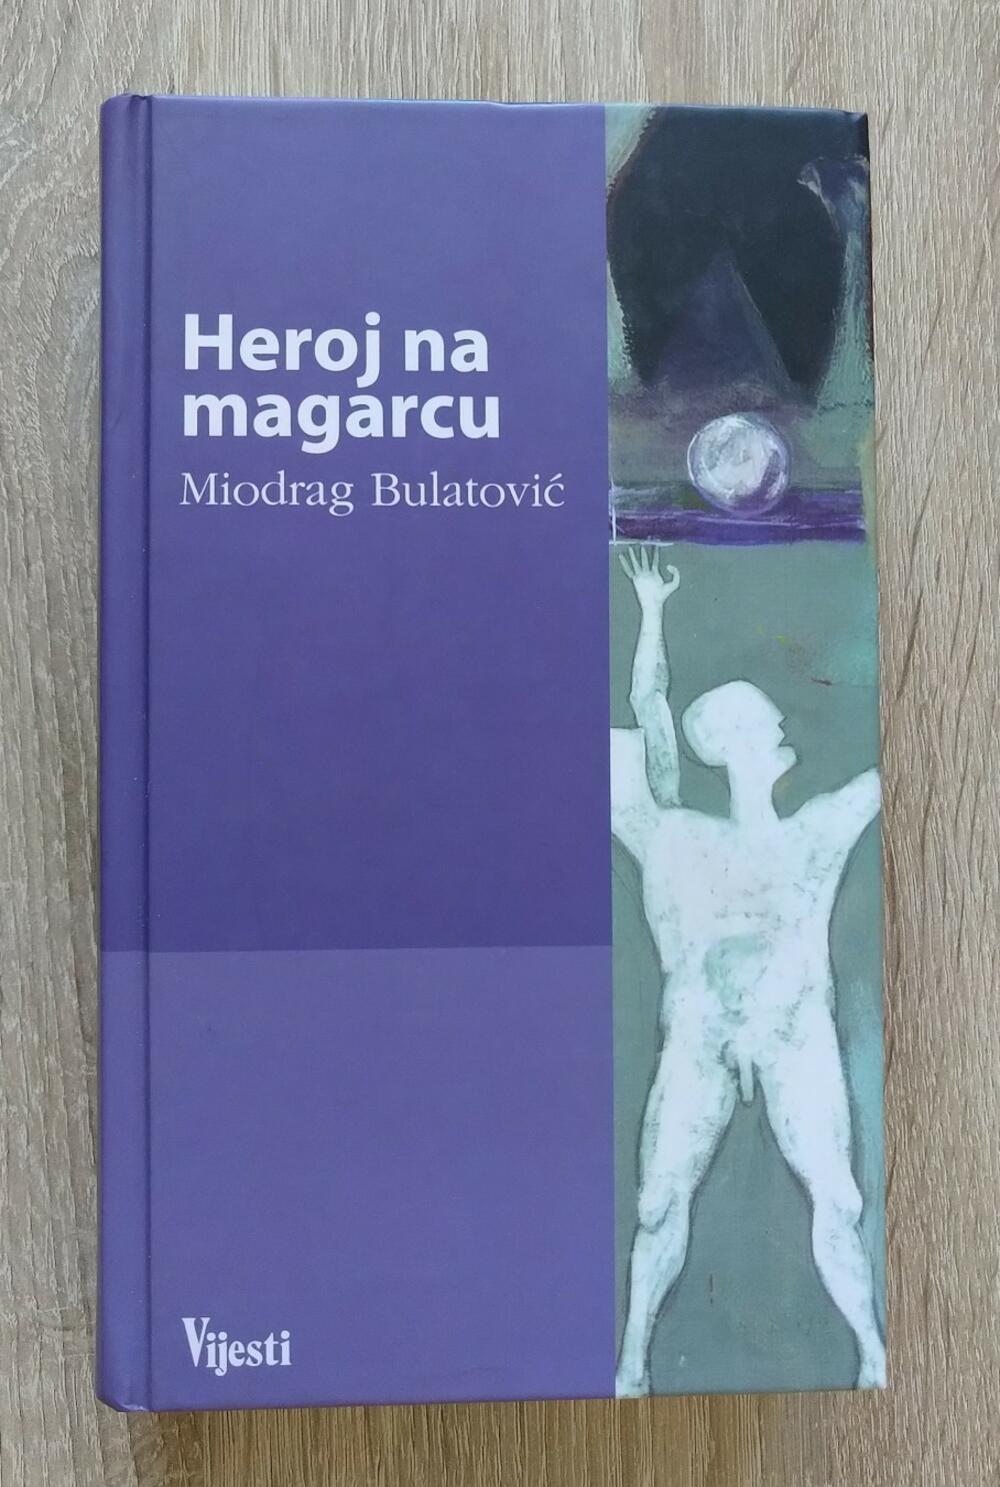 Heroj na
magarcu
Miodrag Bulatović
Vijesti